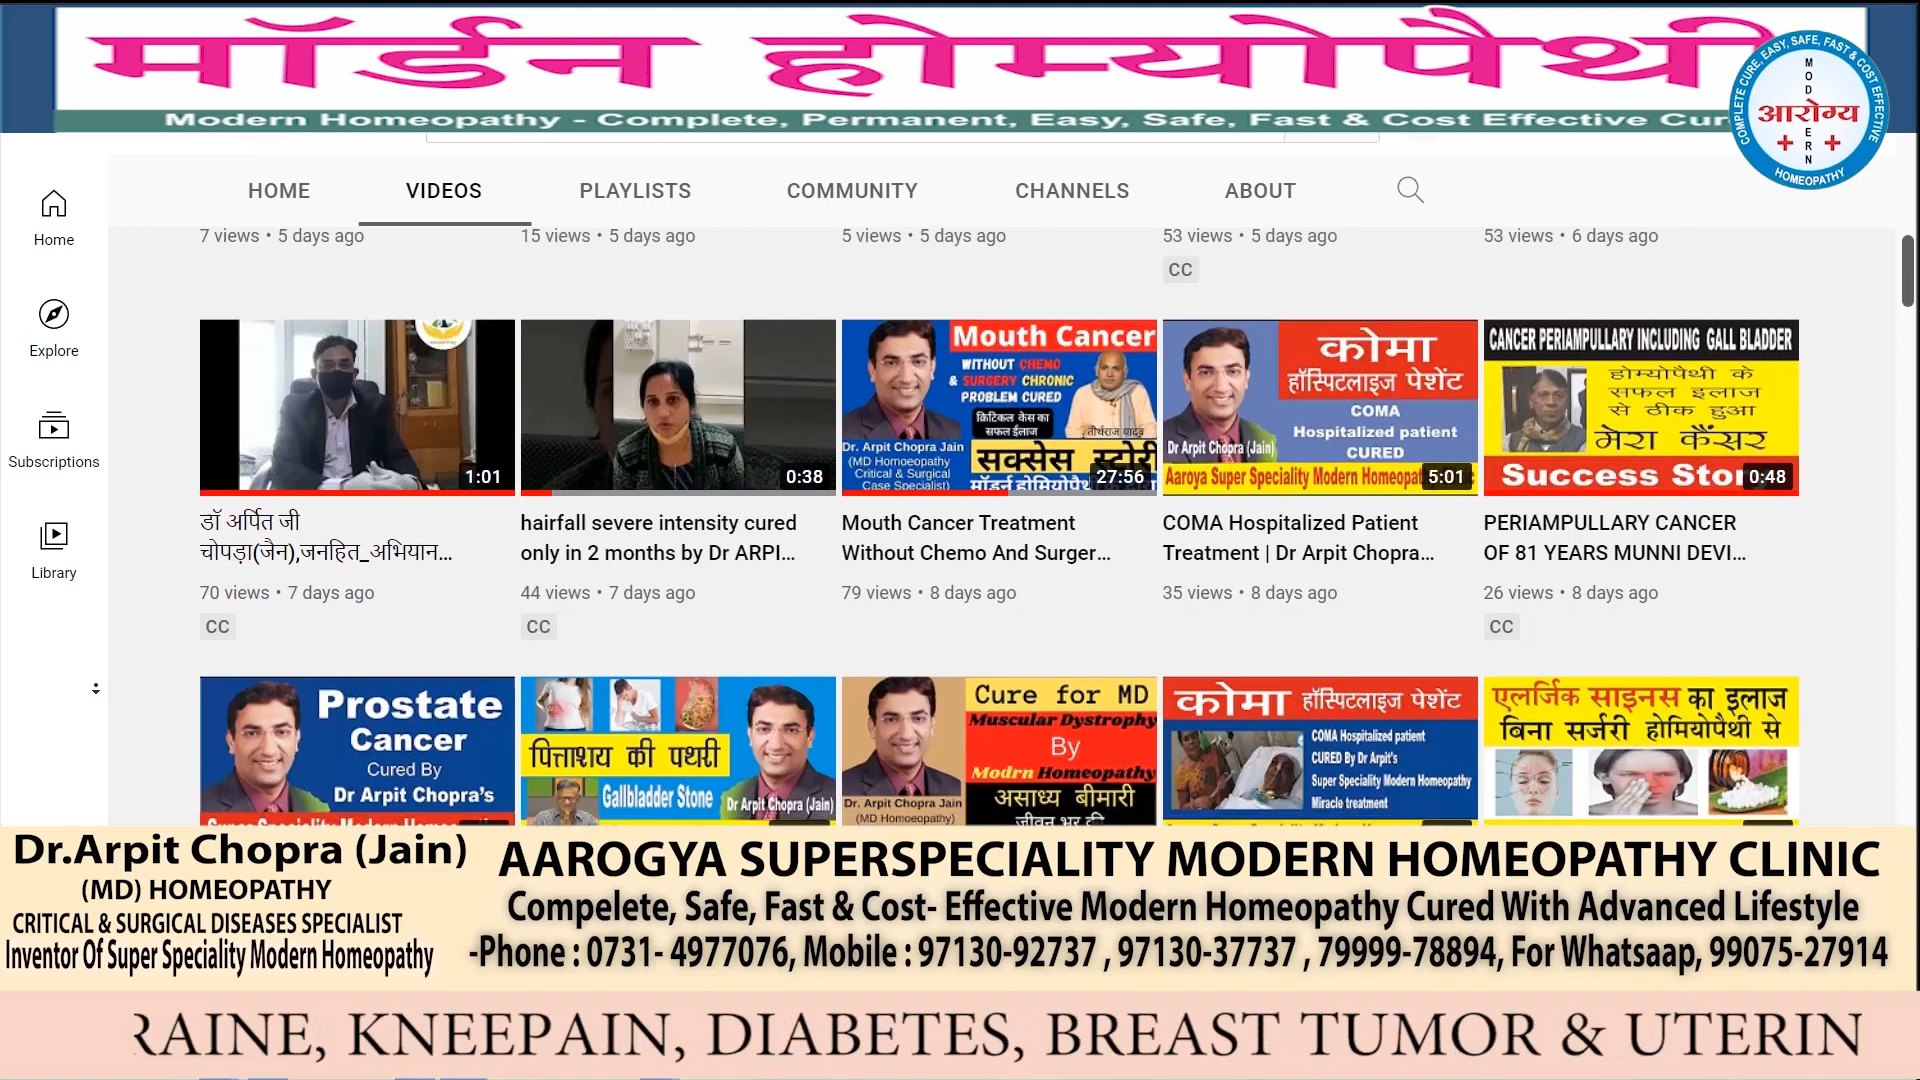 मॉर्डन होम्योपैथी
Modern Homeopathy - Complete, Permanent, Easy, Safe, Fast & Cost Effective Cur
COMPLETE CURE, EASY, SAFE, FAST & COST EFFECTIVE
MODERN
आरोग्य
HOMEOPATHY
HOME VIDEOS PLAYLISTS COMMUNITY CHANNELS ABOUT
Home
Explore
Subscriptions
Library
7 views • 5 days ago
15 views • 5 days ago
5 views • 5 days ago
53 views • 5 days ago
CC
53 views • 6 days ago
1:01
डॉ अर्पित जी
चोपड़ा(जैन),जनहित_अभियान...
70 views • 7 days ago
CC
0:38
hairfall severe intensity cured
only in 2 months by Dr ARPI...
44 views • 7 days ago
CC
Mouth Cancer
WITHOUT CHEMO
& SURGERY CHRONIC
PROBLEM CURED
क्रिटिकल केस का
सफल ईलाज
तीर्थराज यादव
Dr. Arpit Chopra Jain
(MD Homoeopathy
Critical & Surgical
Case Specialist)
सक्सेस स्टोरी
27:56
Mouth Cancer Treatment
Without Chemo And Surger...
79 views • 8 days ago
कोमा
हॉस्पिटलाइज पेशेंट
COMA
Hospitalized patient
CURED
Dr Arpit Chopra (Jain)
Aaroya Super Speciality Modern Homeopat
5:01
COMA Hospitalized Patient
Treatment | Dr Arpit Chopra...
35 views • 8 days ago
CANCER PERIAMPULLARY INCLUDING GALL BLADDER
होम्योपैथी के
सफल इलाज
से ठीक हुआ
मेरा कैंसर
Success Stor
0:48
PERIAMPULLARY CANCER
OF 81 YEARS MUNNI DEVI...
26 views • 8 days ago
CC
Prostate
Cancer
Cured By
Dr Arpit Chopra's
पित्ताशय की पथरी
Gallbladder Stone
Dr Arpit Chopra (Jain)
Cure for MD
Muscular Dystrophy
By
Modrn Homeopathy
असाध्य बीमारी
Dr. Arpit Chopra Jain
(MD Homoeopathy)
कोमा हॉस्पिटलाइज पेशेंट
COMA Hospitalized patient
CURED By Dr Arpit's
Super Speciality Modern Homeopathy
Miracle treatment
एलर्जिक साइनस का इलाज
बिना सर्जरी होमियोपैथी से
Dr.Arpit Chopra (Jain)
(MD) HOMEOPATHY
CRITICAL & SURGICAL DISEASES SPECIALIST
Inventor Of Super Speciality Modern Homeopathy
AAROGYA SUPERSPECIALITY MODERN HOMEOPATHY CLINIC
Compelete, Safe, Fast & Cost- Effective Modern Homeopathy Cured With Advanced Lifestyle
-Phone : 0731- 4977076, Mobile : 97130-92737 , 97130-37737 , 79999-78894, For Whatsaap, 99075-27914
RAINE, KNEEPAIN, DIABETES, BREAST TUMOR & UTERIN